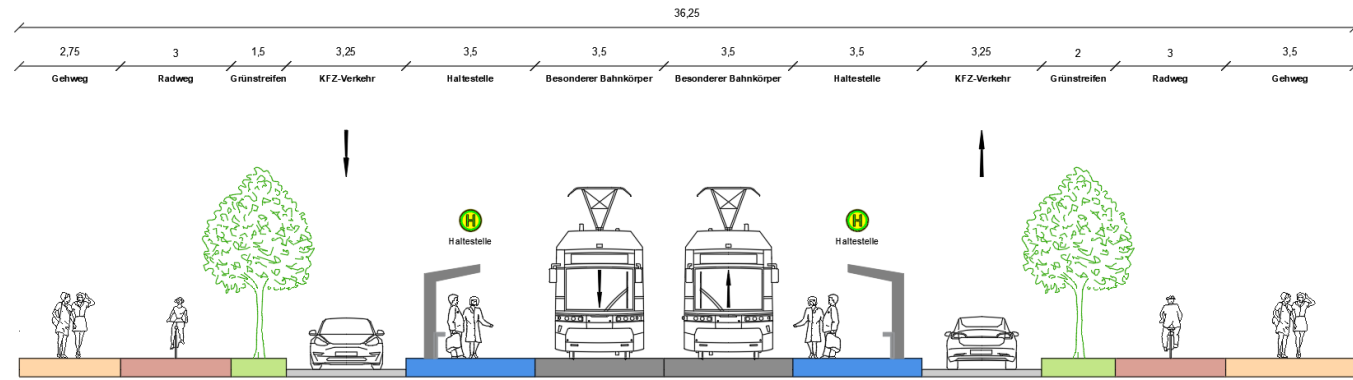 36,25
2,75 3 1,5 3,25 3,5 3,5 3,5 3,5 3,25 2 3 3,5
Gehweg Radweg Grünstreifen KFZ-Verkehr Haltestelle Besonderer Bahnkörper Besonderer Bahnkörper Haltestelle KFZ-Verkehr Grünstreifen Radweg Gehweg
H H
Haltestelle Haltestelle